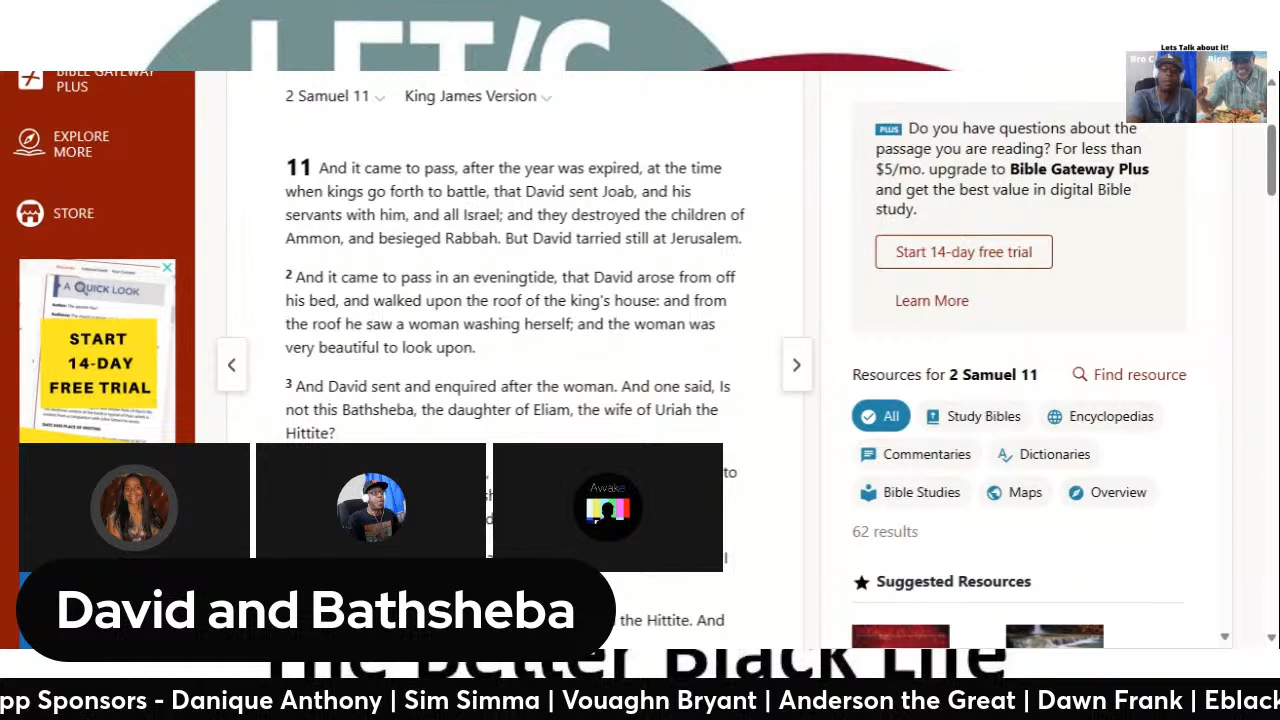 LET'S
Lets Talk about it!
Bro C
Rico
BIBLE GATEWAY
PLUS
EXPLORE
MORE
STORE
A QUICK LOOK
START
14-DAY
FREE TRIAL
2 Samuel 11
King James Version
11 And it came to pass, after the year was expired, at the time
when kings go forth to battle, that David sent Joab, and his
servants with him, and all Israel; and they destroyed the children of
Ammon, and besieged Rabbah. But David tarried still at Jerusalem.
2 And it came to pass in an eveningtide, that David arose from off
his bed, and walked upon the roof of the king's house: and from
the roof he saw a woman washing herself; and the woman was
very beautiful to look upon.
3 And David sent and enquired after the woman. And one said, Is
not this Bathsheba, the daughter of Eliam, the wife of Uriah the
Hittite?
to
the Hittite. And
PLUS Do you have questions about the
passage you are reading? For less than
$5/mo. upgrade to Bible Gateway Plus
and get the best value in digital Bible
study.
Start 14-day free trial
Learn More
Resources for 2 Samuel 11
Find resource
All
Study Bibles
Encyclopedias
Commentaries
Dictionaries
Bible Studies
Maps
Overview
62 results
Suggested Resources
Awake
David and Bathsheba
The Better Black Life
pp Sponsors - Danique Anthony | Sim Simma | Vouaghn Bryant | Anderson the Great | Dawn Frank | Eblac